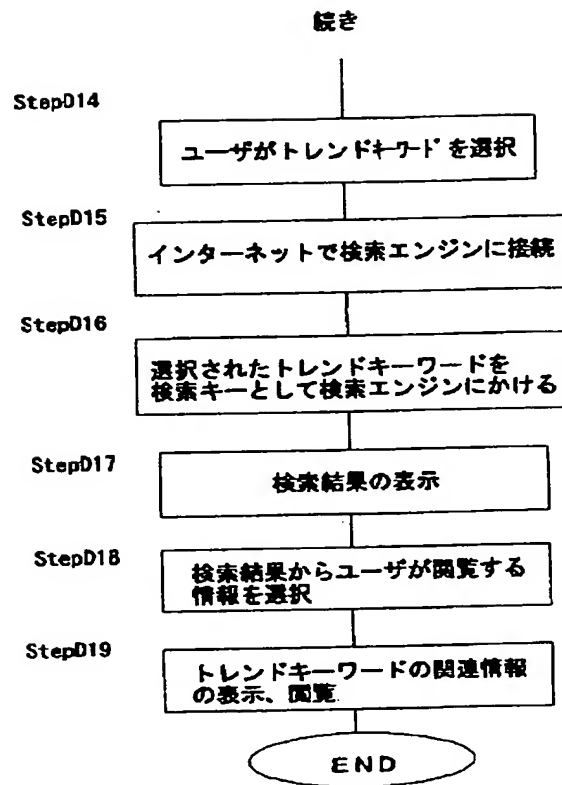 続き
StepD14
ユーザがトレンドキーワードを選択
StepD15
インターネットで検索エンジンに接続
StepD16
選択されたトレンドキーワードを
検索キーとして検索エンジンにかける
StepD17
検索結果の表示
StepD18
検索結果からユーザが閲覧する
情報を選択
StepD19
トレンドキーワードの関連情報
の表示、閲覧
END